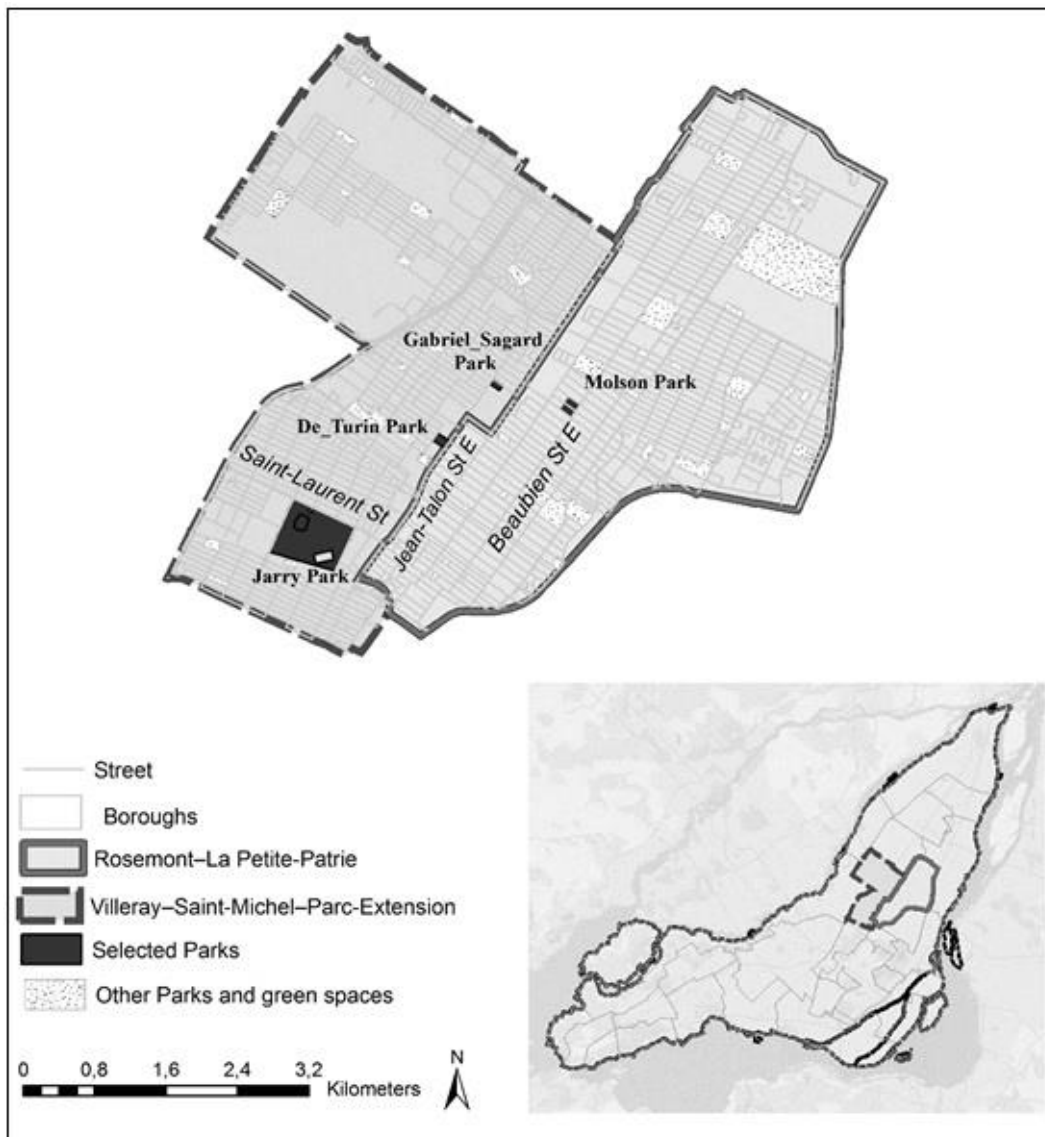 Gabriel_Sagard
Park
Molson Park
De_Turin Park
Saint-Laurent St
Jean-Talon St E
Beaubien St E
Jarry Park
Street
Boroughs
Rosemont–La Petite-Patrie
Villeray–Saint-Michel–Parc-Extension
Selected Parks
Other Parks and green spaces
0 0,8 1,6 2,4 3,2
Kilometers
N